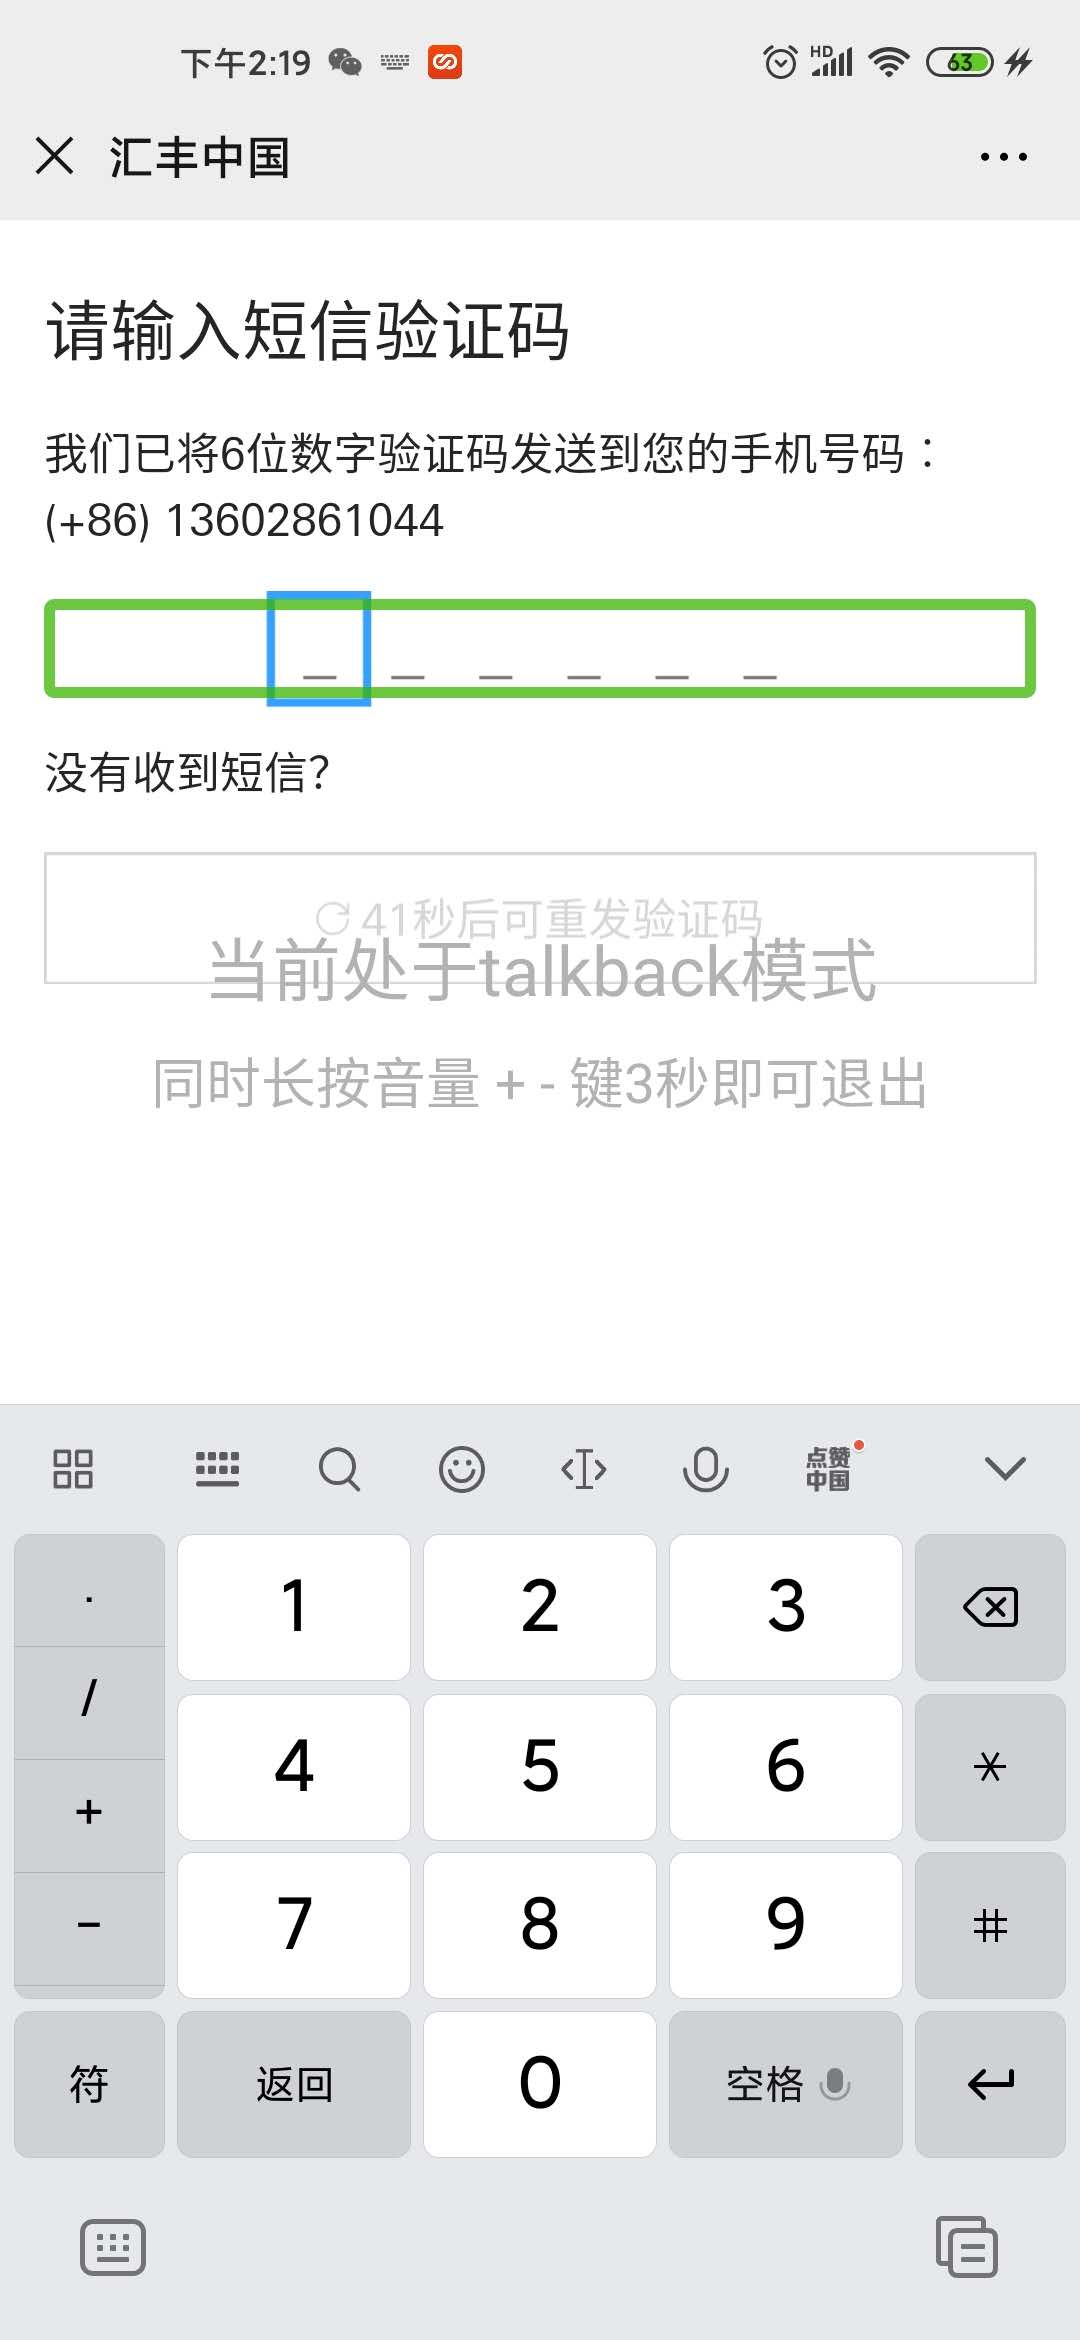 下午2:19
HD
63
汇丰中国
请输入短信验证码
我们已将6位数字验证码发送到您的手机号码：
(+86) 13602861044
_ _ _ _ _ _
没有收到短信？
41秒后可重发验证码
当前处于talkback模式
同时长按音量 + - 键3秒即可退出
点赞
中国
. 1 2 3
/ 4 5 6 *
+ 7 8 9 #
-
符 返回 0 空格